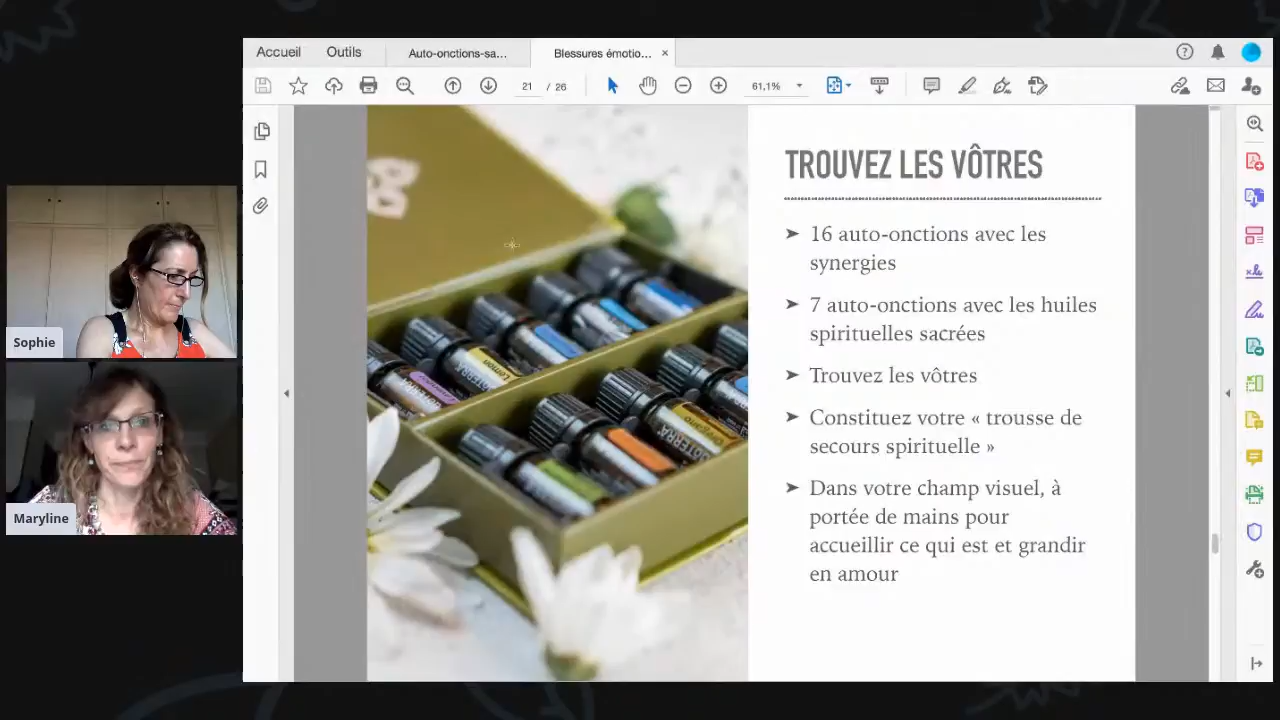 Accueil
Outils
Auto-onctions-sa...
Blessures émotio...
21 / 26
61,1%
TROUVEZ LES VÔTRES
➤ 16 auto-onctions avec les
synergies
➤ 7 auto-onctions avec les huiles
spirituelles sacrées
➤ Trouvez les vôtres
➤ Constituez votre « trousse de
secours spirituelle »
➤ Dans votre champ visuel, à
portée de mains pour
accueillir ce qui est et grandir
en amour
Lemon
Oregano
Sophie
Maryline